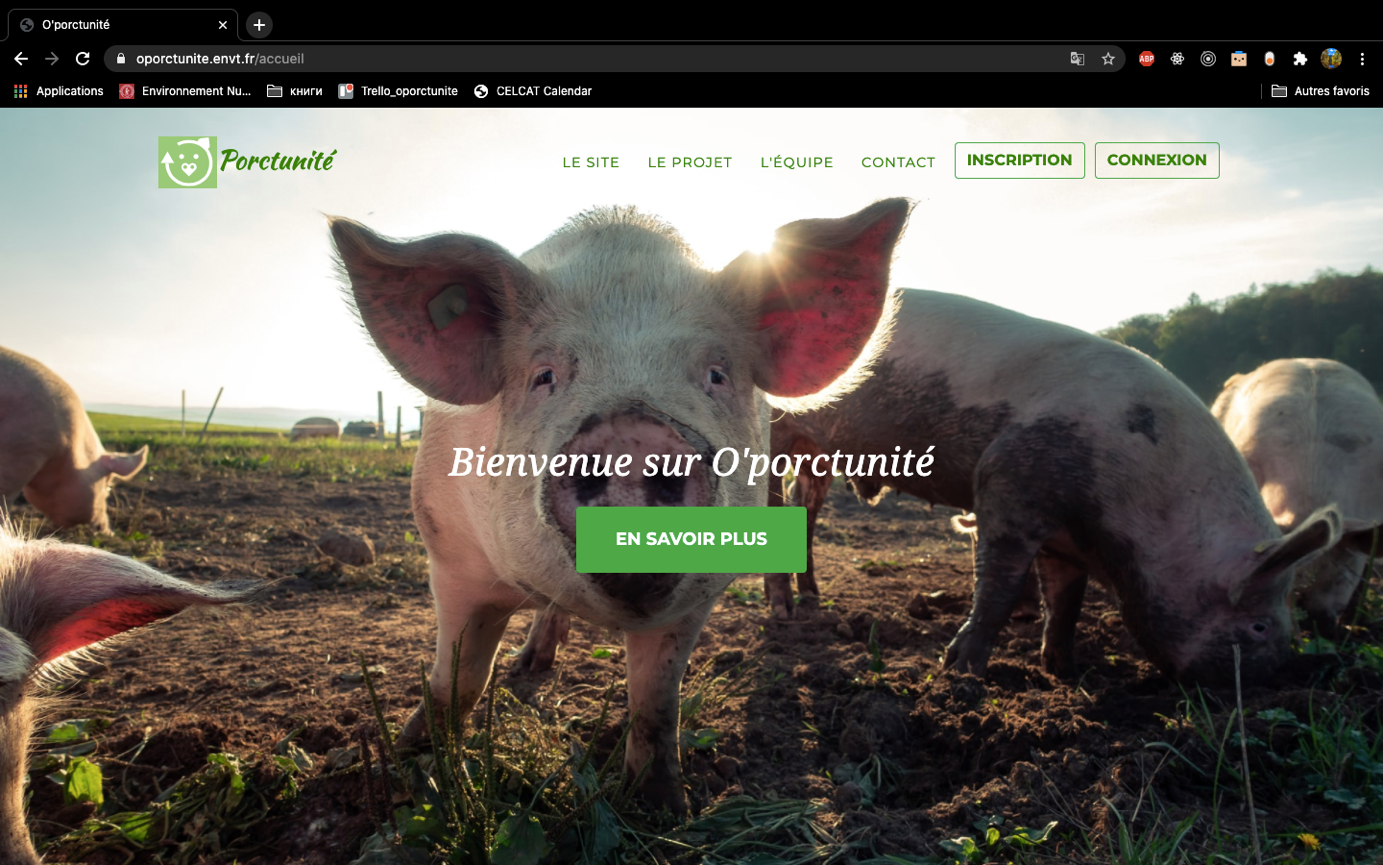 O'porctunité
oporctunite.envt.fr/accueil
ABP
Applications
Environnement Nu...
книги
Trello_oporctunite
CELCAT Calendar
Autres favoris
Porctunité
LE SITE
LE PROJET
L'ÉQUIPE
CONTACT
INSCRIPTION
CONNEXION
Bienvenue sur O'porctunité
EN SAVOIR PLUS